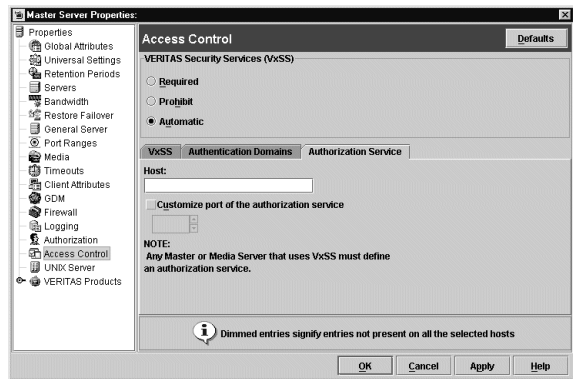 Master Server Properties:
Properties
Global Attributes
Universal Settings
Retention Periods
Servers
Bandwidth
Restore Failover
General Server
Port Ranges
Media
Timeouts
Client Attributes
GDM
Firewall
Logging
Authorization
Access Control
UNIX Server
VERITAS Products
Access Control
Defaults
VERITAS Security Services (VxSS)
Required
Prohibit
Automatic
VxSS Authentication Domains Authorization Service
Host:
Customize port of the authorization service
NOTE:
Any Master or Media Server that uses VxSS must define
an authorization service.
Dimmed entries signify entries not present on all the selected hosts
OK Cancel Apply Help